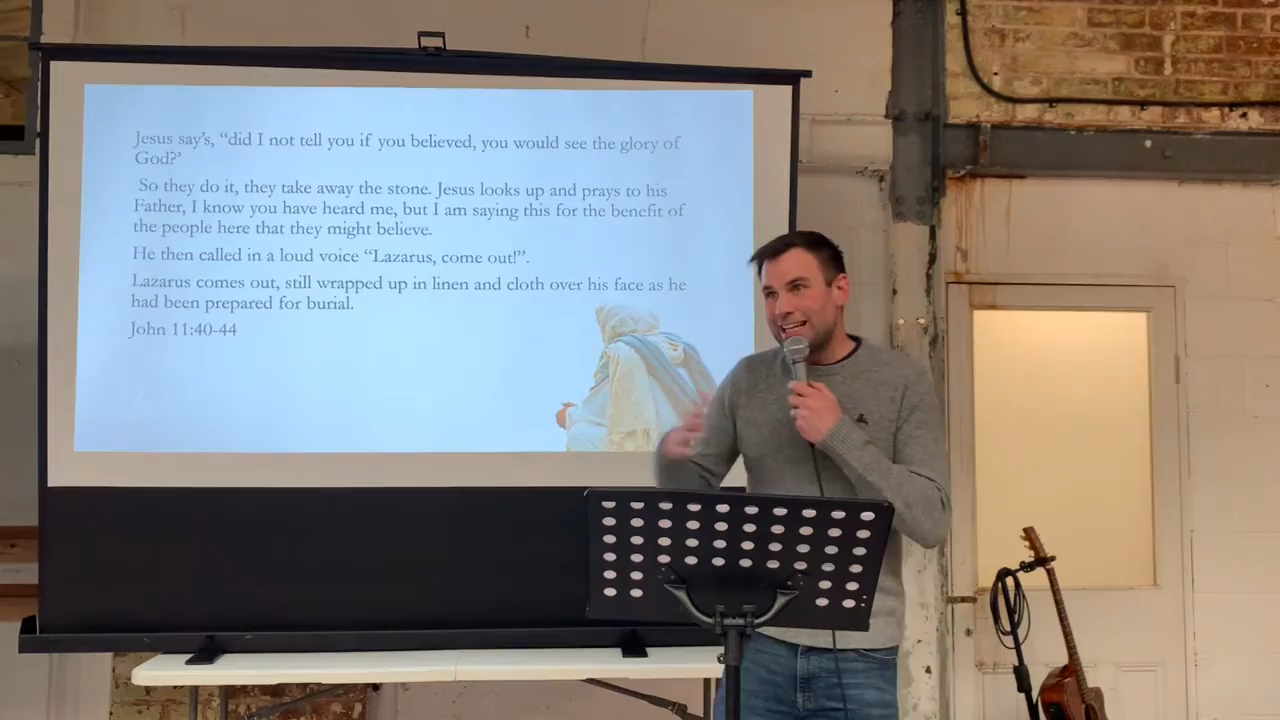 Jesus say's, “did I not tell you if you believed, you would see the glory of
God?’
So they do it, they take away the stone. Jesus looks up and prays to his
Father, I know you have heard me, but I am saying this for the benefit of
the people here that they might believe.
He then called in a loud voice “Lazarus, come out!”.
Lazarus comes out, still wrapped up in linen and cloth over his face as he
had been prepared for burial.
John 11:40-44